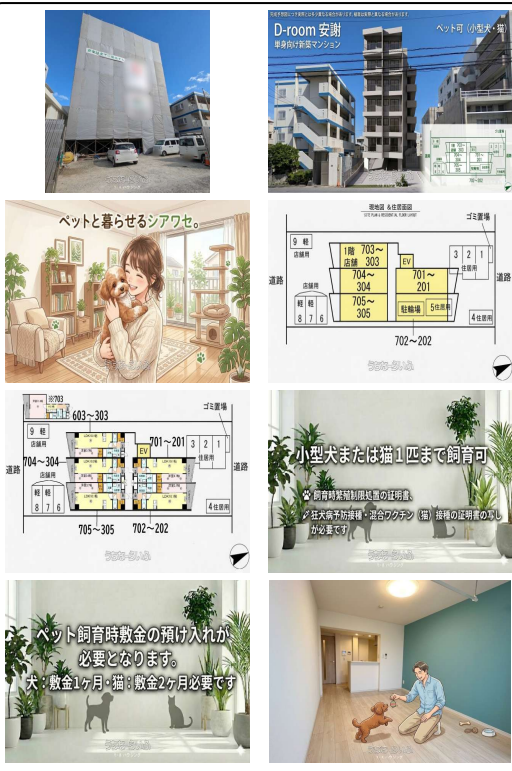 D-room 安謝
単身向け新築マンション
ペット可（小型犬・猫）
ペットと暮らせるシアワセ。
現地図 &住居面図
ゴミ置場
9 軽
店舗用
1階 703～
店舗 303
EV
3 2 1
住居用
道路
704～
304
701～
201
道路
店舗用
軽 軽
8 7 6
705～
305
駐輪場
5住居用
4住居用
702～202
※703
603～303
ゴミ置場
9 軽
店舗用
701～201
EV
3 2 1
住居用
704～304
道路
道路
店舗用
軽 軽
8 7 6
4住居用
705～305
702～202
小型犬または猫１匹まで飼育可
飼育時繁殖制限処置の証明書、
狂犬病予防接種・混合ワクチン（猫）接種の証明書の写し
が必要です
ペット飼育時敷金の預け入れが
必要となります。
犬：敷金1ヶ月・猫：敷金2ヶ月必要です